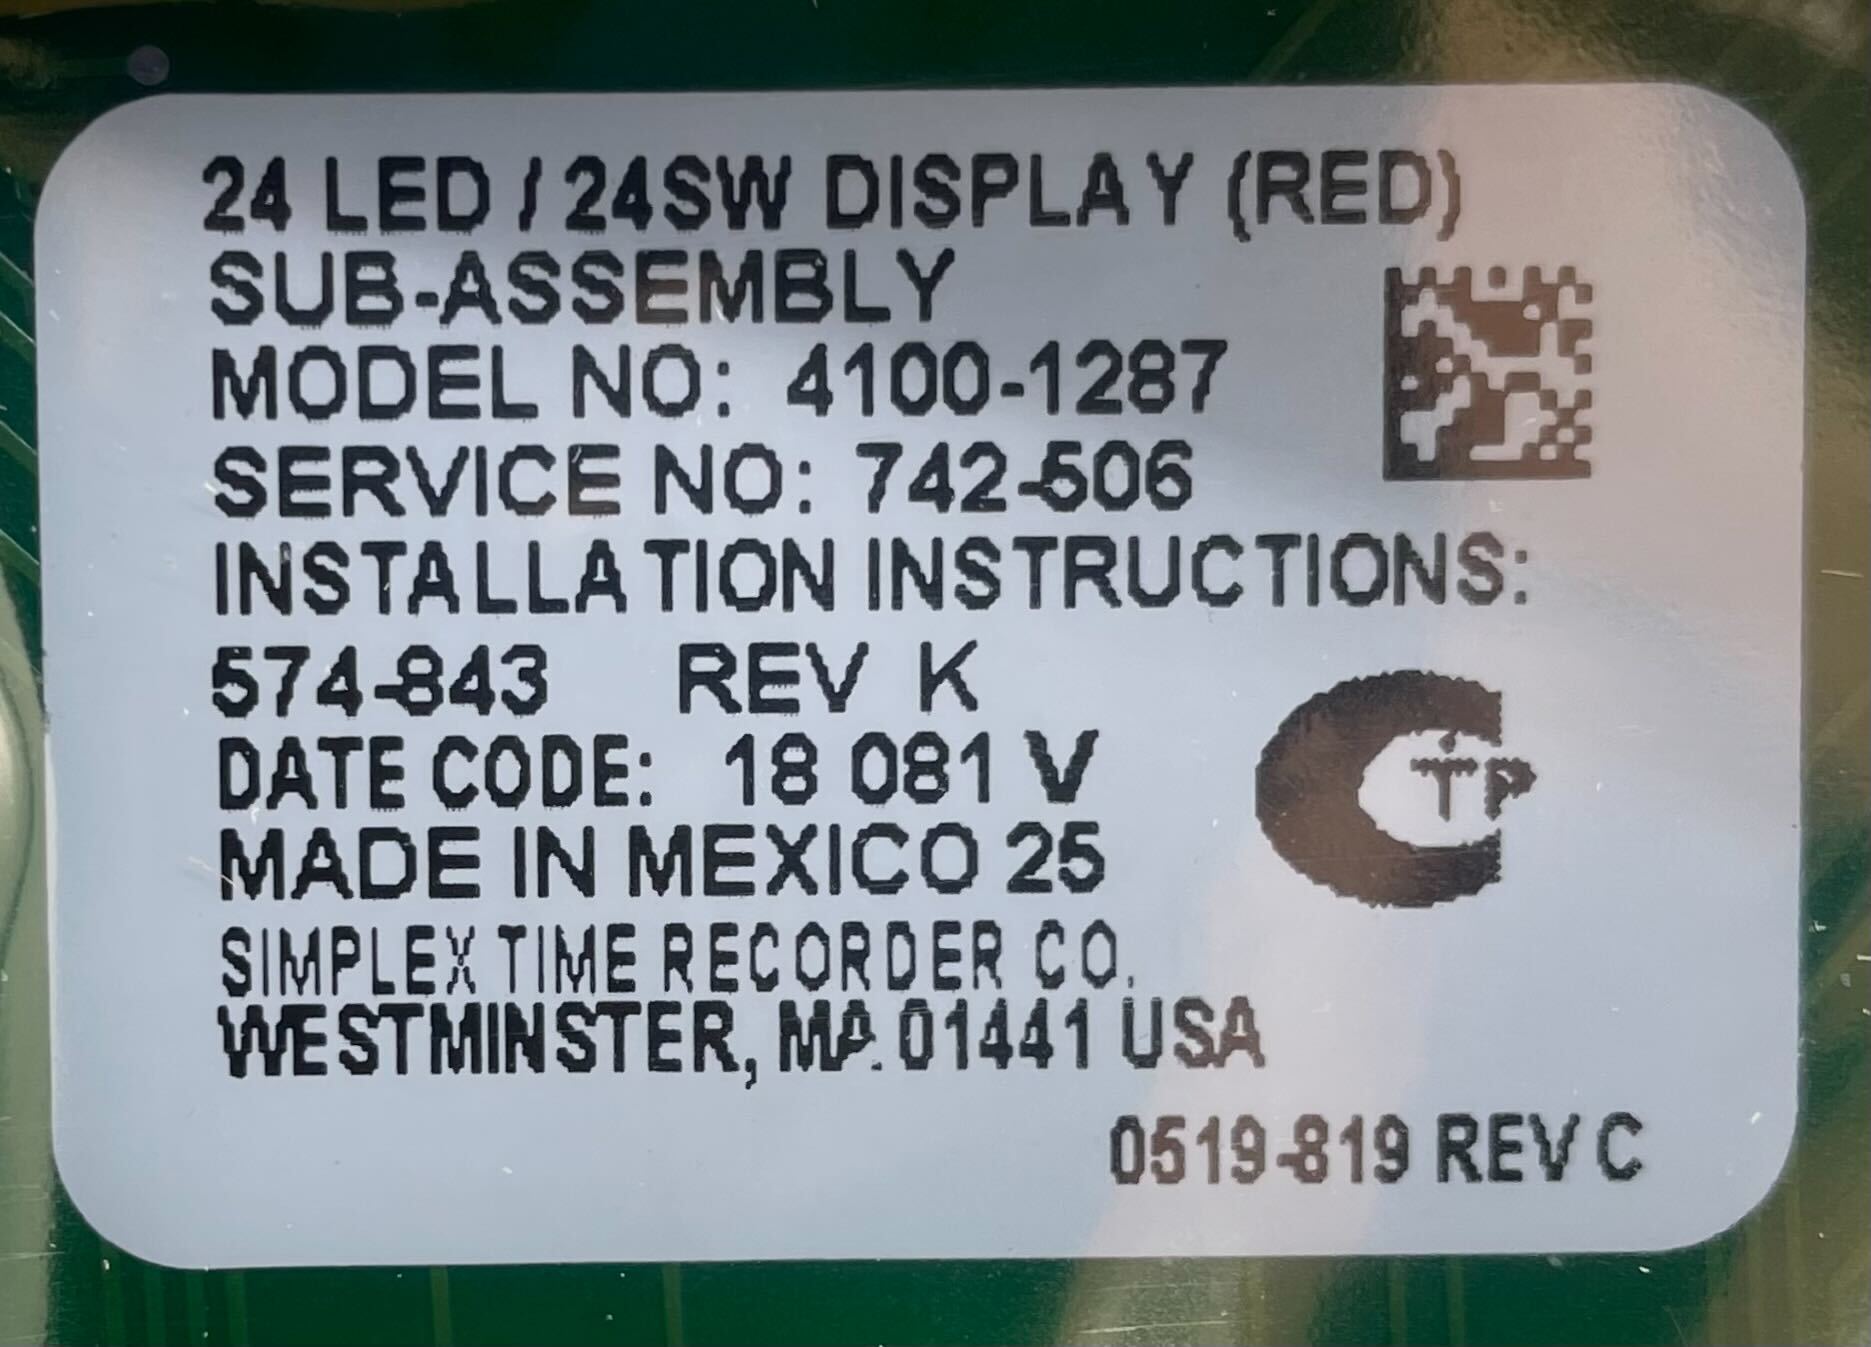 24 LED / 24SW DISPLAY (RED)
SUB-ASSEMBLY
MODEL NO: 4100-1287
SERVICE NO: 742-506
INSTALLATION INSTRUCTIONS:
574-843 REV K
DATE CODE: 18 081 V
MADE IN MEXICO 25
SIMPLEX TIME RECORDER CO.
WESTMINSTER, MA. 01441 USA
0519-819 REV C
CTP